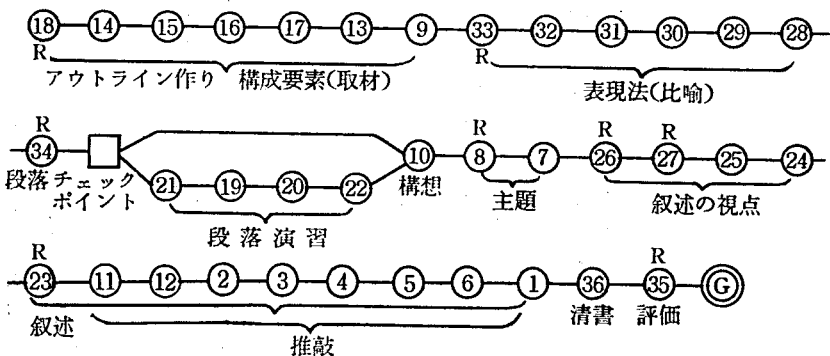 ⑱ ⑭ ⑮ ⑯ ⑰ ⑬ ⑨ ㉝ ㉜ ㉛ ㉚ ㉙ ㉘
R R
アウトライン作り 構成要素(取材) 表現法(比喩)
R R R R
㉞ ⑩ ⑧ ⑦ ㉖ ㉗ ㉕ ㉔
段落チェックポイント ㉑ ⑲ ⑳ ㉒ 構想 主題 叙述の視点
段落演習
R R
㉓ ⑪ ⑫ ② ③ ④ ⑤ ⑥ ① ㊱ ㉟ Ⓖ
叙述 清書 評価
推敲